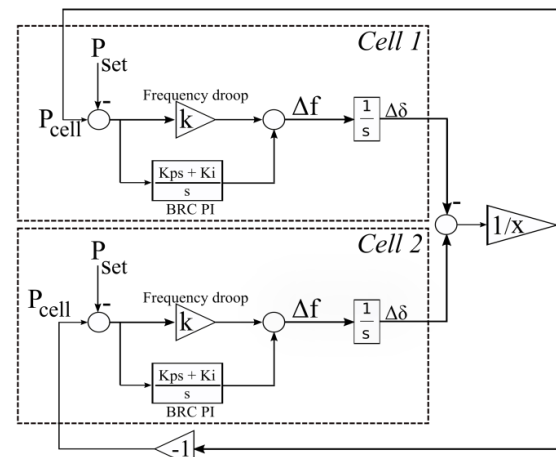 Cell 1
P
Set
-
Frequency droop
P
cell
k
Δf
1
s
Δδ
Kps + Ki
s
BRC PI
-
1/x
Cell 2
P
Set
-
Frequency droop
P
cell
k
Δf
1
s
Δδ
Kps + Ki
s
BRC PI
-1